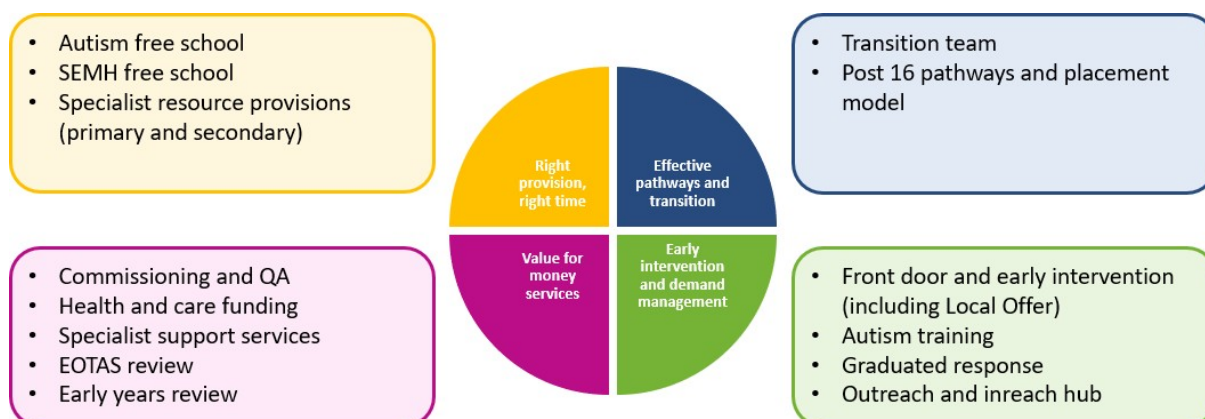 • Autism free school
• SEMH free school
• Specialist resource provisions
(primary and secondary)
• Transition team
• Post 16 pathways and placement
model
Right
provision,
right time
Effective
pathways and
transition
Value for
money
services
Early
intervention
and demand
management
• Commissioning and QA
• Health and care funding
• Specialist support services
• EOTAS review
• Early years review
• Front door and early intervention
(including Local Offer)
• Autism training
• Graduated response
• Outreach and inreach hub